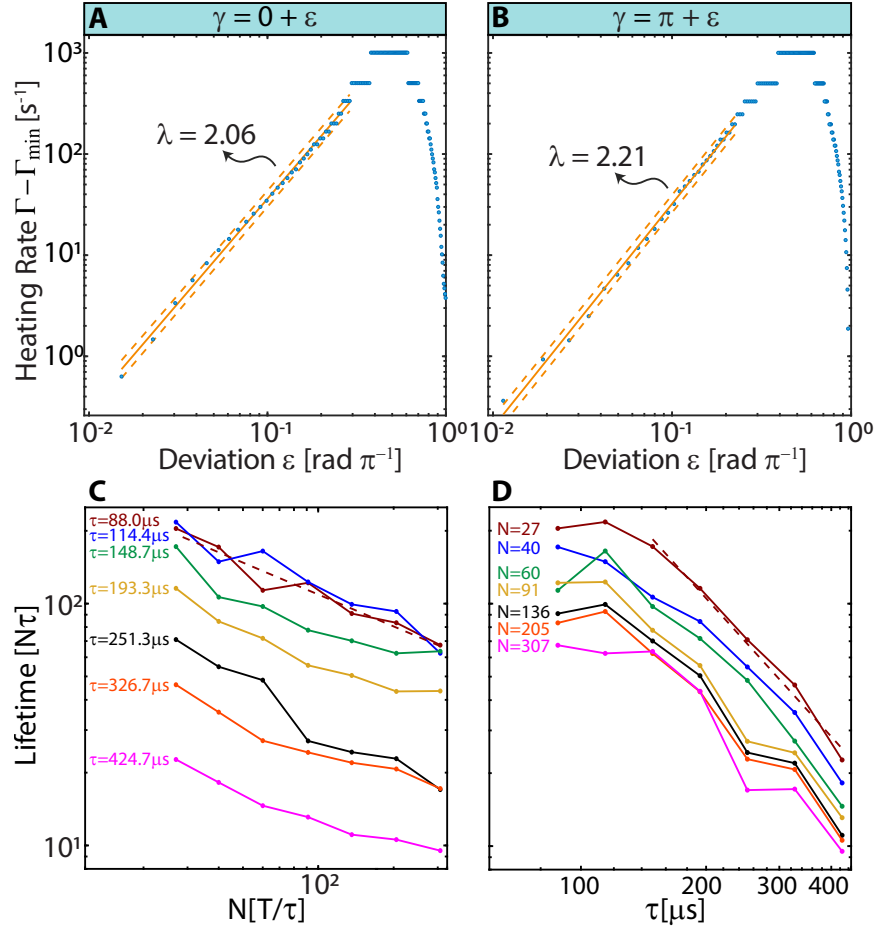 A
γ = 0 + ε
B
γ = π + ε
Heating Rate Γ−Γmin [s⁻¹]
10³
10²
10¹
10⁰
λ = 2.06
λ = 2.21
10⁻² 10⁻¹ 10⁰
10⁻² 10⁻¹ 10⁰
Deviation ε [rad π⁻¹]
Deviation ε [rad π⁻¹]
C
D
Lifetime [Nτ]
10²
10¹
τ=88.0μs
τ=114.4μs
τ=148.7μs
τ=193.3μs
τ=251.3μs
τ=326.7μs
τ=424.7μs
N=27
N=40
N=60
N=91
N=136
N=205
N=307
10²
100 200 300 400
N[T/τ]
τ[μs]